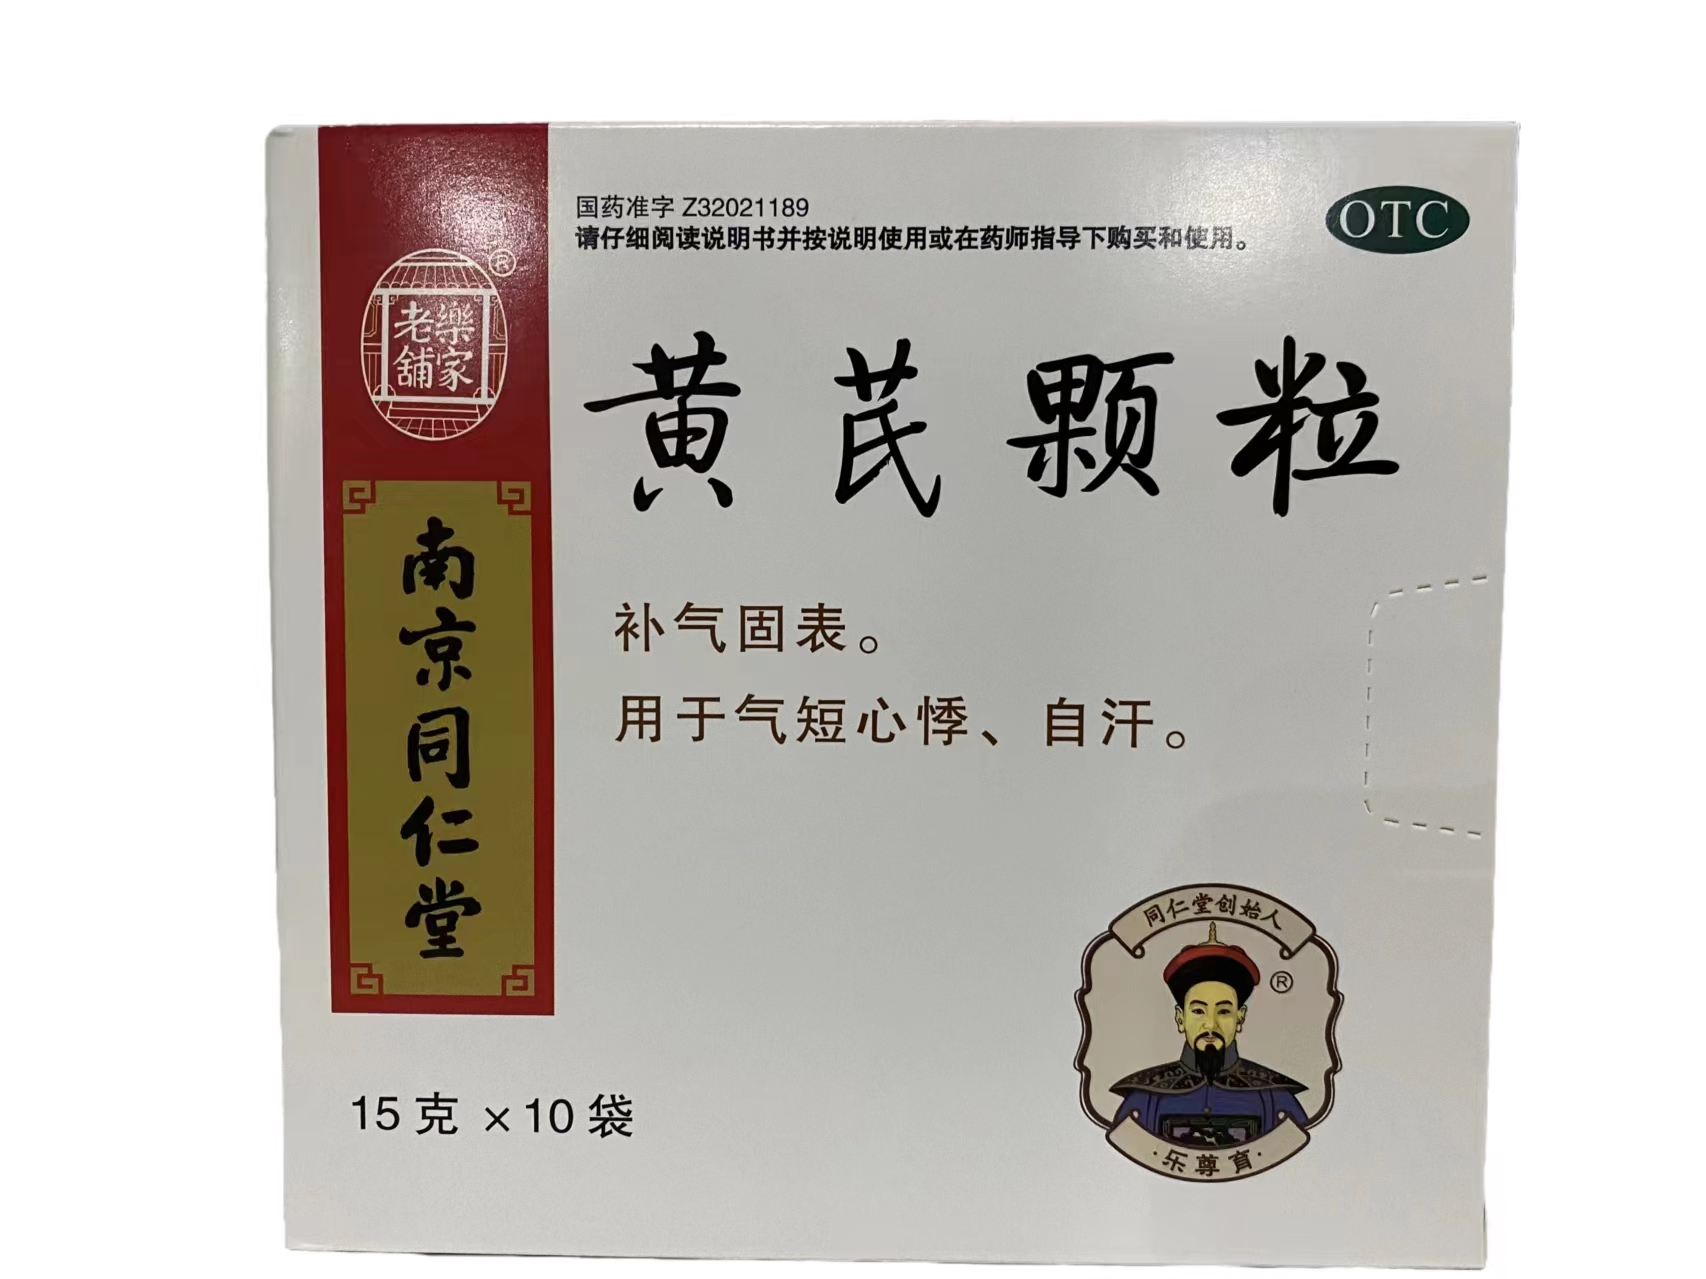 国药准字 Z32021189
请仔细阅读说明书并按说明使用或在药师指导下购买和使用。
OTC
樂家
老舖
®
黄芪颗粒
南京同仁堂
补气固表。
用于气短心悸、自汗。
同仁堂创始人
®
·乐尊育·
15克 ×10袋